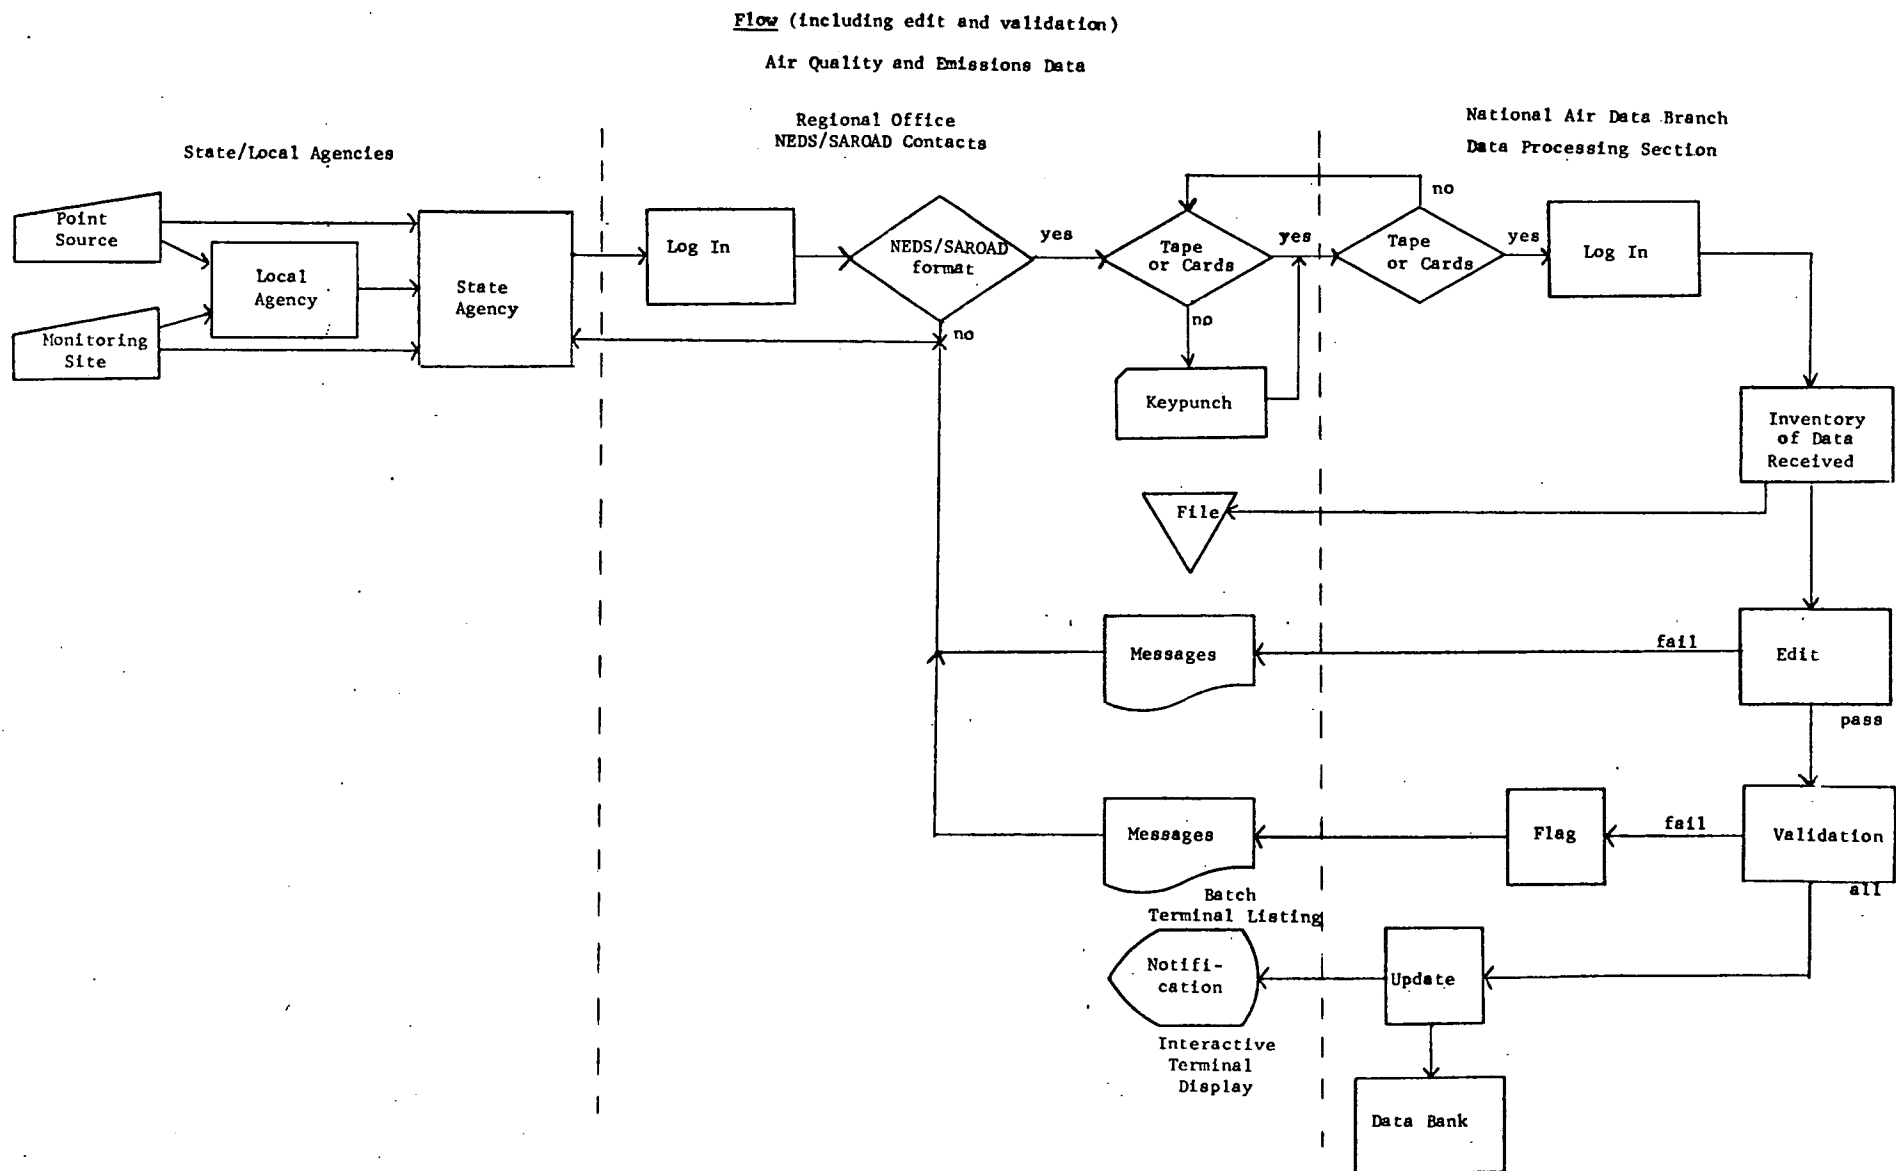 Flow (including edit and validation)
Air Quality and Emissions Data
State/Local Agencies
Regional Office
NEDS/SAROAD Contacts
National Air Data Branch
Data Processing Section
Point
Source
Local
Agency
Monitoring
Site
State
Agency
Log In
NEDS/SAROAD
format
yes
no
Tape
or Cards
yes
no
Keypunch
Tape
or Cards
no
yes
Log In
Inventory
of Data
Received
File
Edit
fail
Messages
pass
Validation
fail
Flag
Messages
all
Batch
Terminal Listing
Update
Notifi-
cation
Interactive
Terminal
Display
Data Bank